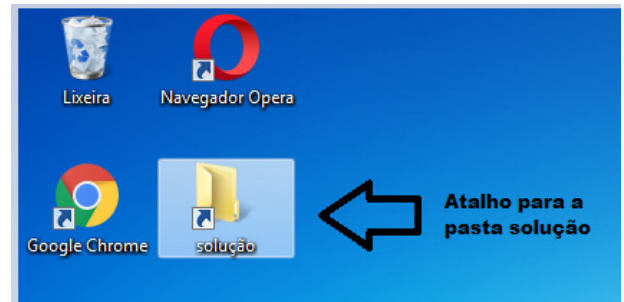 Lixeira
Navegador Opera
Google Chrome
solução
Atalho para a
pasta solução